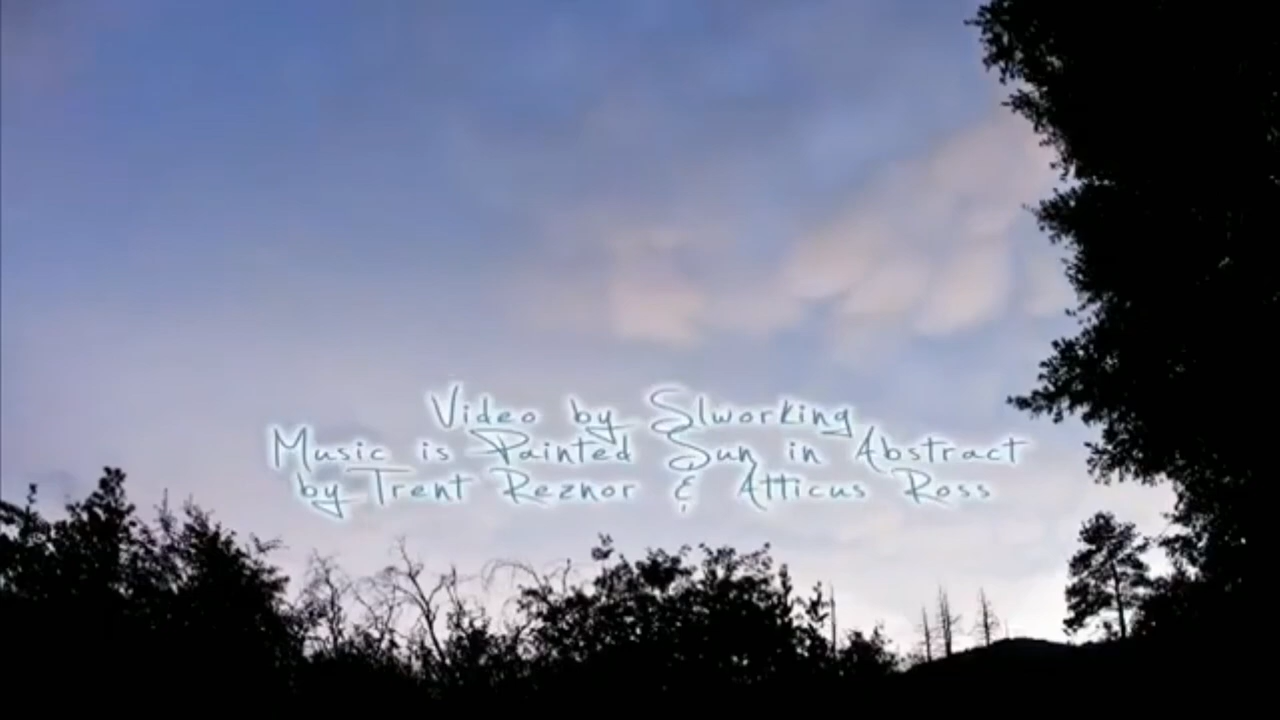 Video by Slworking
Music is Painted Sun in Abstract
by Trent Reznor & Atticus Ross